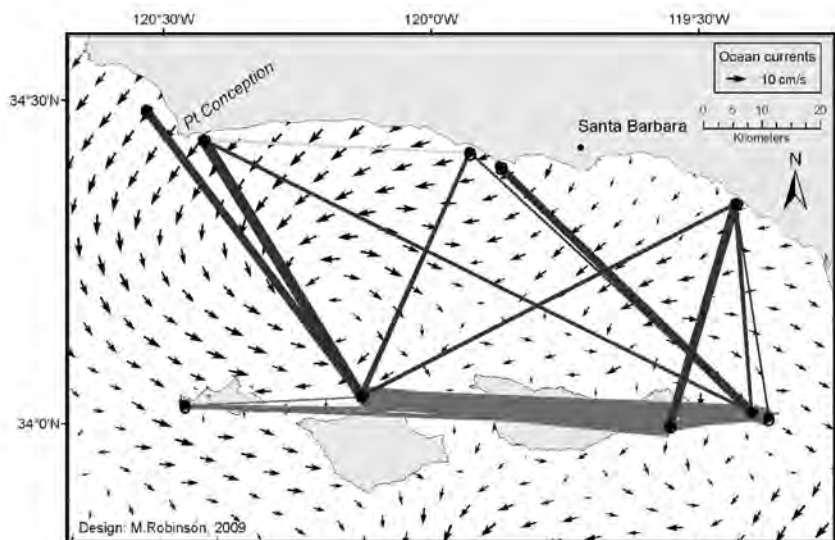 120°30'W 120°0'W 119°30'W
Ocean currents
10 cm/s
34°30'N
Pt. Conception
0 5 10 20
Kilometers
Santa Barbara
N
34°0'N
Design: M.Robinson, 2009